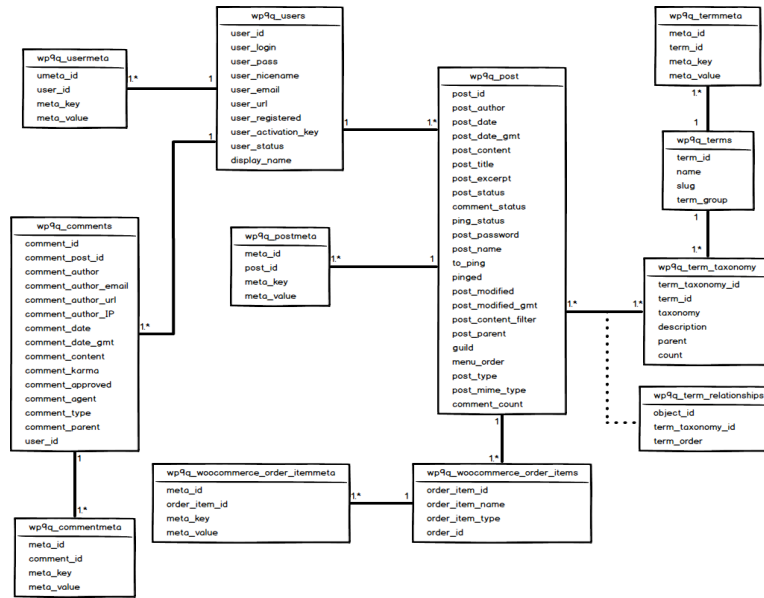 wp9q_users
user_id
user_login
user_pass
user_nicename
user_email
user_url
user_registered
user_activation_key
user_status
display_name
wp9q_usermeta
umeta_id
user_id
meta_key
meta_value
1.*
1
1
1
1.*
wp9q_post
post_id
post_author
post_date
post_date_gmt
post_content
post_title
post_excerpt
post_status
comment_status
ping_status
post_password
post_name
to_ping
pinged
post_modified
post_modified_gmt
post_content_filter
post_parent
guild
menu_order
post_type
post_mime_type
comment_count
wp9q_termmeta
meta_id
term_id
meta_key
meta_value
1.*
1
wp9q_terms
term_id
name
slug
term_group
1
1.*
wp9q_term_taxonomy
term_taxonomy_id
term_id
taxonomy
description
parent
count
1.*
1.*
wp9q_term_relationships
object_id
term_taxonomy_id
term_order
wp9q_comments
comment_id
comment_post_id
comment_author
comment_author_email
comment_author_url
comment_author_IP
comment_date
comment_date_gmt
comment_content
comment_karma
comment_approved
comment_agent
comment_type
comment_parent
user_id
1.*
wp9q_postmeta
meta_id
post_id
meta_key
meta_value
1.*
1
1
1.*
wp9q_woocommerce_order_itemmeta
meta_id
order_item_id
meta_key
meta_value
1.*
1
wp9q_woocommerce_order_items
order_item_id
order_item_name
order_item_type
order_id
1
1.*
wp9q_commentmeta
meta_id
comment_id
meta_key
meta_value